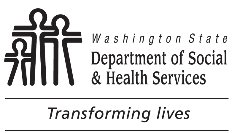 Washington State
Department of Social
& Health Services
Transforming lives